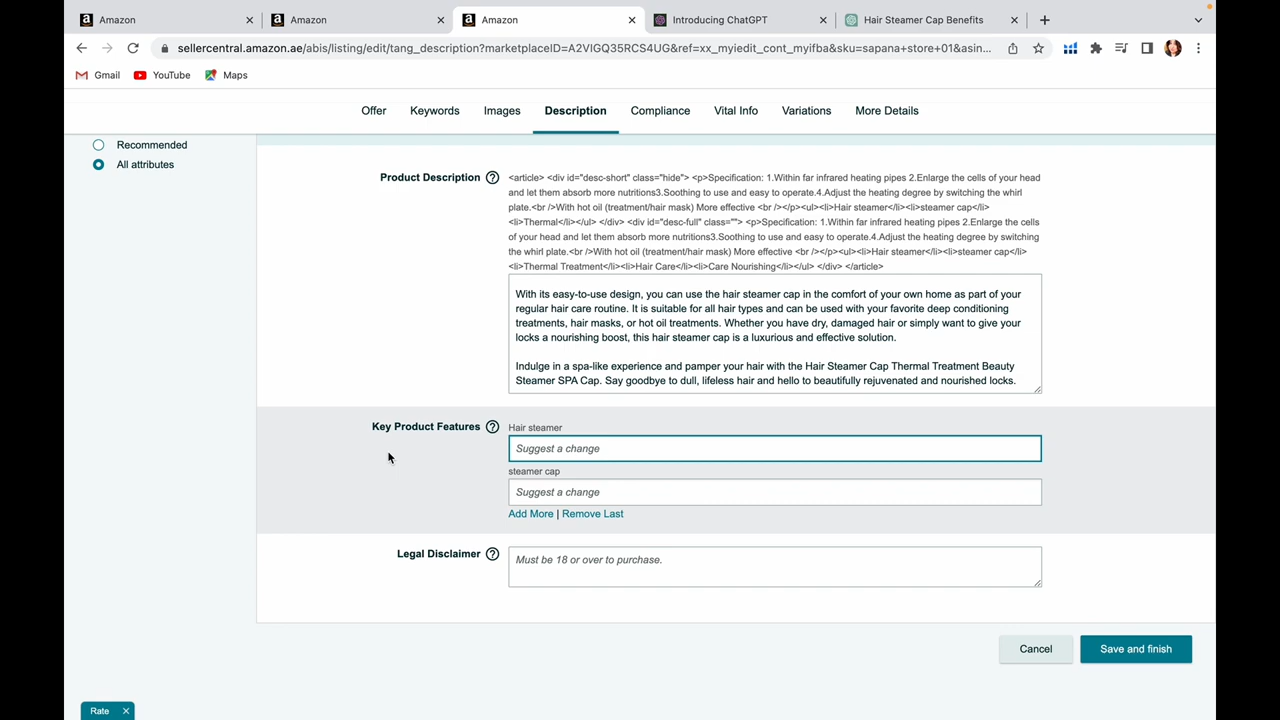 Amazon
Amazon
Amazon
Introducing ChatGPT
Hair Steamer Cap Benefits
sellercentral.amazon.ae/abis/listing/edit/tang_description?marketplaceID=A2VIGQ35RCS4UG&ref=xx_myiedit_cont_myifba&sku=sapana+store+01&asin...
Gmail YouTube Maps
Offer Keywords Images Description Compliance Vital Info Variations More Details
Recommended
All attributes
Product Description
<article> <div id="desc-short" class="hide"> <p>Specification: 1.Within far infrared heating pipes 2.Enlarge the cells of your head
and let them absorb more nutritions3.Soothing to use and easy to operate.4.Adjust the heating degree by switching the whirl
plate.<br />With hot oil (treatment/hair mask) More effective <br /></p><ul><li>Hair steamer</li><li>steamer cap</li>
<li>Thermal</li></ul> </div> <div id="desc-full" class=""> <p>Specification: 1.Within far infrared heating pipes 2.Enlarge the cells
of your head and let them absorb more nutritions3.Soothing to use and easy to operate.4.Adjust the heating degree by switching
the whirl plate.<br />With hot oil (treatment/hair mask) More effective <br /></p><ul><li>Hair steamer</li><li>steamer cap</li>
<li>Thermal Treatment</li><li>Hair Care</li><li>Care Nourishing</li></ul> </div> </article>
With its easy-to-use design, you can use the hair steamer cap in the comfort of your own home as part of your
regular hair care routine. It is suitable for all hair types and can be used with your favorite deep conditioning
treatments, hair masks, or hot oil treatments. Whether you have dry, damaged hair or simply want to give your
locks a nourishing boost, this hair steamer cap is a luxurious and effective solution.
Indulge in a spa-like experience and pamper your hair with the Hair Steamer Cap Thermal Treatment Beauty
Steamer SPA Cap. Say goodbye to dull, lifeless hair and hello to beautifully rejuvenated and nourished locks.
Key Product Features
Hair steamer
Suggest a change
steamer cap
Suggest a change
Add More | Remove Last
Legal Disclaimer
Must be 18 or over to purchase.
Cancel
Save and finish
Rate